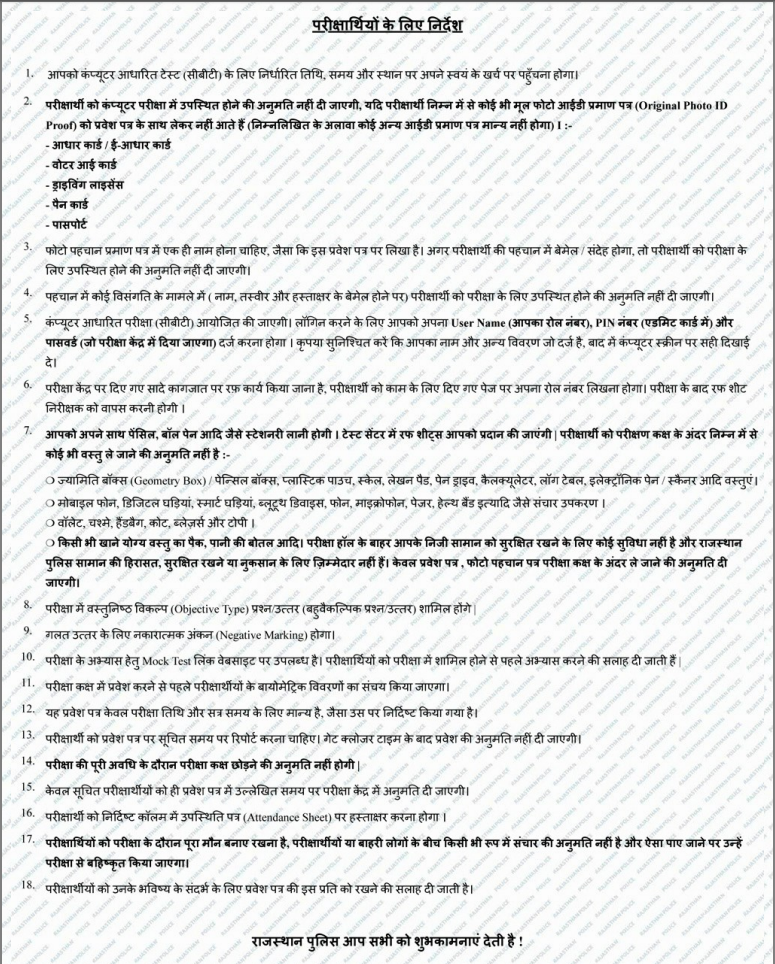 परीक्षार्थियों के लिए निर्देश
1. आपको कंप्यूटर आधारित टेस्ट (सीबीटी) के लिए निर्धारित तिथि, समय और स्थान पर अपने स्वयं के खर्च पर पहुँचना होगा।
2. परीक्षार्थी को कंप्यूटर परीक्षा में उपस्थित होने की अनुमति नहीं दी जाएगी, यदि परीक्षार्थी निम्न में से कोई भी मूल फोटो आईडी प्रमाण पत्र (Original Photo ID
Proof) को प्रवेश पत्र के साथ लेकर नहीं आते हैं (निम्नलिखित के अलावा कोई अन्य आईडी प्रमाण पत्र मान्य नहीं होगा) I :-
- आधार कार्ड / ई-आधार कार्ड
- वोटर आई कार्ड
- ड्राइविंग लाइसेंस
- पैन कार्ड
- पासपोर्ट
3. फोटो पहचान प्रमाण पत्र में एक ही नाम होना चाहिए, जैसा कि इस प्रवेश पत्र पर लिखा है। अगर परीक्षार्थी की पहचान में बेमेल / संदेह होगा, तो परीक्षार्थी को परीक्षा के
लिए उपस्थित होने की अनुमति नहीं दी जाएगी।
4. पहचान में कोई विसंगति के मामले में ( नाम, तस्वीर और हस्ताक्षर के बेमेल होने पर) परीक्षार्थी को परीक्षा के लिए उपस्थित होने की अनुमति नहीं दी जाएगी।
5. कंप्यूटर आधारित परीक्षा (सीबीटी) आयोजित की जाएगी। लॉगिन करने के लिए आपको अपना User Name (आपका रोल नंबर), PIN नंबर (एडमिट कार्ड में) और
पासवर्ड (जो परीक्षा केंद्र में दिया जाएगा) दर्ज करना होगा । कृपया सुनिश्चित करें कि आपका नाम और अन्य विवरण जो दर्ज है, बाद में कंप्यूटर स्क्रीन पर सही दिखाई
दे।
6. परीक्षा केंद्र पर दिए गए सादे कागजात पर रफ़ कार्य किया जाना है, परीक्षार्थी को काम के लिए दिए गए पेज पर अपना रोल नंबर लिखना होगा। परीक्षा के बाद रफ शीट
निरीक्षक को वापस करनी होगी ।
7. आपको अपने साथ पेंसिल, बॉल पेन आदि जैसे स्टेशनरी लानी होगी । टेस्ट सेंटर में रफ शीट्स आपको प्रदान की जाएंगी | परीक्षार्थी को परीक्षण कक्ष के अंदर निम्न में से
कोई भी वस्तु ले जाने की अनुमति नहीं है :-
❍ ज्यामिति बॉक्स (Geometry Box) / पेन्सिल बॉक्स, प्लास्टिक पाउच, स्केल, लेखन पैड, पेन ड्राइव, कैलक्यूलेटर, लॉग टेबल, इलेक्ट्रॉनिक पेन / स्कैनर आदि वस्तुएं।
❍ मोबाइल फोन, डिजिटल घड़ियां, स्मार्ट घड़ियां, ब्लूटूथ डिवाइस, फोन, माइक्रोफोन, पेजर, हेल्थ बैंड इत्यादि जैसे संचार उपकरण ।
❍ वॉलेट, चश्मे, हैंडबैग, कोट, ब्लेज़र्स और टोपी ।
❍ किसी भी खाने योग्य वस्तु का पैक, पानी की बोतल आदि। परीक्षा हॉल के बाहर आपके निजी सामान को सुरक्षित रखने के लिए कोई सुविधा नहीं है और राजस्थान
पुलिस सामान की हिरासत, सुरक्षित रखने या नुकसान के लिए ज़िम्मेदार नहीं हैं। केवल प्रवेश पत्र , फोटो पहचान पत्र परीक्षा कक्ष के अंदर ले जाने की अनुमति दी
जाएगी।
8. परीक्षा में वस्तुनिष्ठ विकल्प (Objective Type) प्रश्न/उत्तर (बहुवैकल्पिक प्रश्न/उत्तर) शामिल होंगे |
9. गलत उत्तर के लिए नकारात्मक अंकन (Negative Marking) होगा।
10. परीक्षा के अभ्यास हेतु Mock Test लिंक वेबसाइट पर उपलब्ध है। परीक्षार्थियों को परीक्षा में शामिल होने से पहले अभ्यास करने की सलाह दी जाती हैं |
11. परीक्षा कक्ष में प्रवेश करने से पहले परीक्षार्थीयों के बायोमेट्रिक विवरणों का संचय किया जाएगा।
12. यह प्रवेश पत्र केवल परीक्षा तिथि और सत्र समय के लिए मान्य है, जैसा उस पर निर्दिष्ट किया गया है।
13. परीक्षार्थी को प्रवेश पत्र पर सूचित समय पर रिपोर्ट करना चाहिए। गेट क्लोजर टाइम के बाद प्रवेश की अनुमति नहीं दी जाएगी।
14. परीक्षा की पूरी अवधि के दौरान परीक्षा कक्ष छोड़ने की अनुमति नहीं होगी |
15. केवल सूचित परीक्षार्थीयों को ही प्रवेश पत्र में उल्लेखित समय पर परीक्षा केंद्र में अनुमति दी जाएगी।
16. परीक्षार्थी को निर्दिष्ट कॉलम में उपस्थिति पत्र (Attendance Sheet) पर हस्ताक्षर करना होगा ।
17. परीक्षार्थियों को परीक्षा के दौरान पूरा मौन बनाए रखना है, परीक्षार्थीयों या बाहरी लोगों के बीच किसी भी रूप में संचार की अनुमति नहीं है और ऐसा पाए जाने पर उन्हें
परीक्षा से बहिष्कृत किया जाएगा।
18. परीक्षार्थीयों को उनके भविष्य के संदर्भ के लिए प्रवेश पत्र की इस प्रति को रखने की सलाह दी जाती है।
राजस्थान पुलिस आप सभी को शुभकामनाएं देती है !